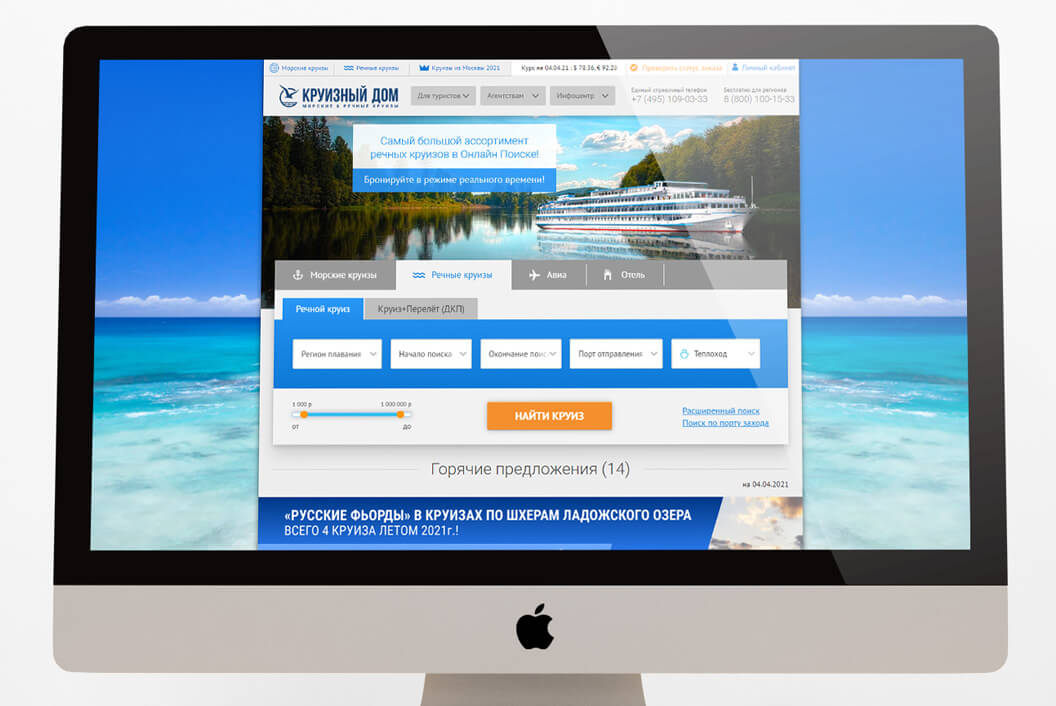 Морские круизы
Речные круизы
Круизы из Москвы 2021
Курс на 04.04.21 : $ 78.36, € 92.28
Проверить статус заказа
Личный кабинет
КРУИЗНЫЙ ДОМ
МОРСКИЕ & РЕЧНЫЕ КРУИЗЫ
Для туристов
Агентствам
Инфоцентр
Единый справочный телефон
+7 (495) 109-03-33
Бесплатно для регионов
8 (800) 100-15-33
Самый большой ассортимент
речных круизов в Онлайн Поиске!
Бронируйте в режиме реального времени!
Морские круизы
Речные круизы
Авиа
Отель
Речной круиз
Круиз+Перелёт (ДКП)
Регион плавания
Начало поиска
Окончание поис
Порт отправления
Теплоход
1 000 р
1 000 000 р
от
до
НАЙТИ КРУИЗ
Расширенный поиск
Поиск по порту захода
Горячие предложения (14)
на 04.04.2021
«РУССКИЕ ФЬОРДЫ» В КРУИЗАХ ПО ШХЕРАМ ЛАДОЖСКОГО ОЗЕРА
ВСЕГО 4 КРУИЗА ЛЕТОМ 2021г.!